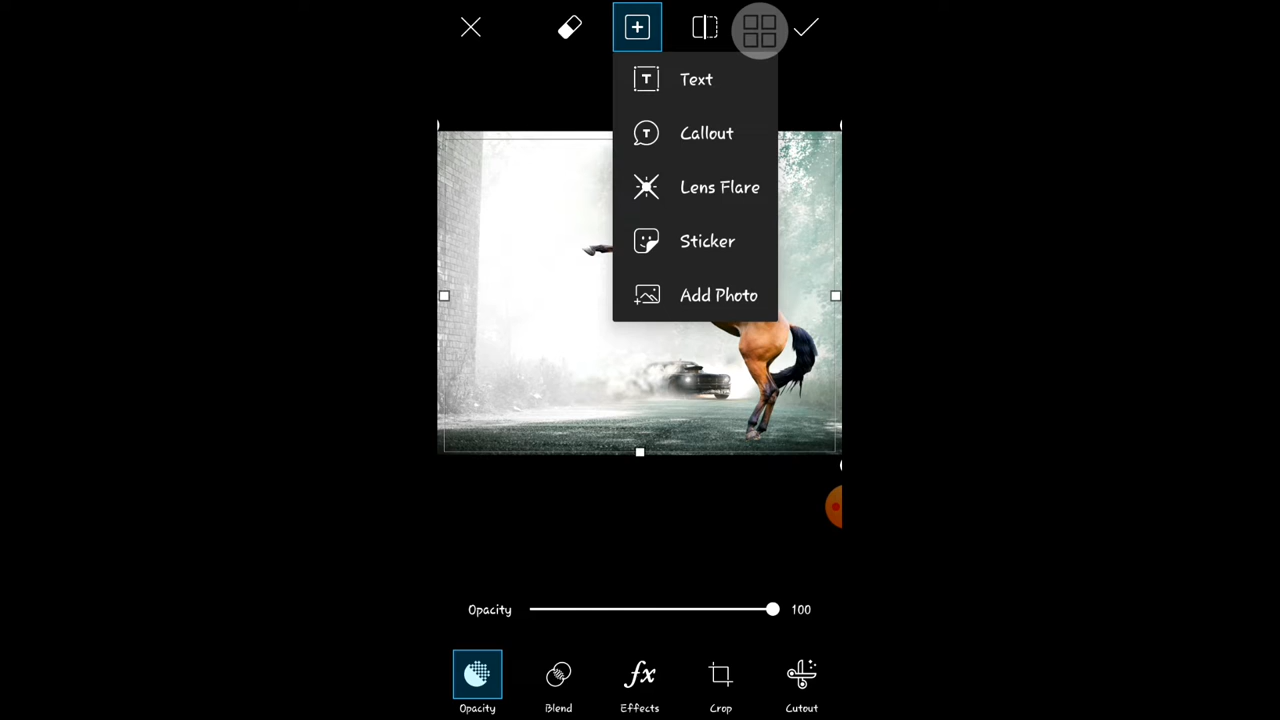 Text
Callout
Lens Flare
Sticker
Add Photo
Opacity 100
Opacity Blend Effects Crop Cutout